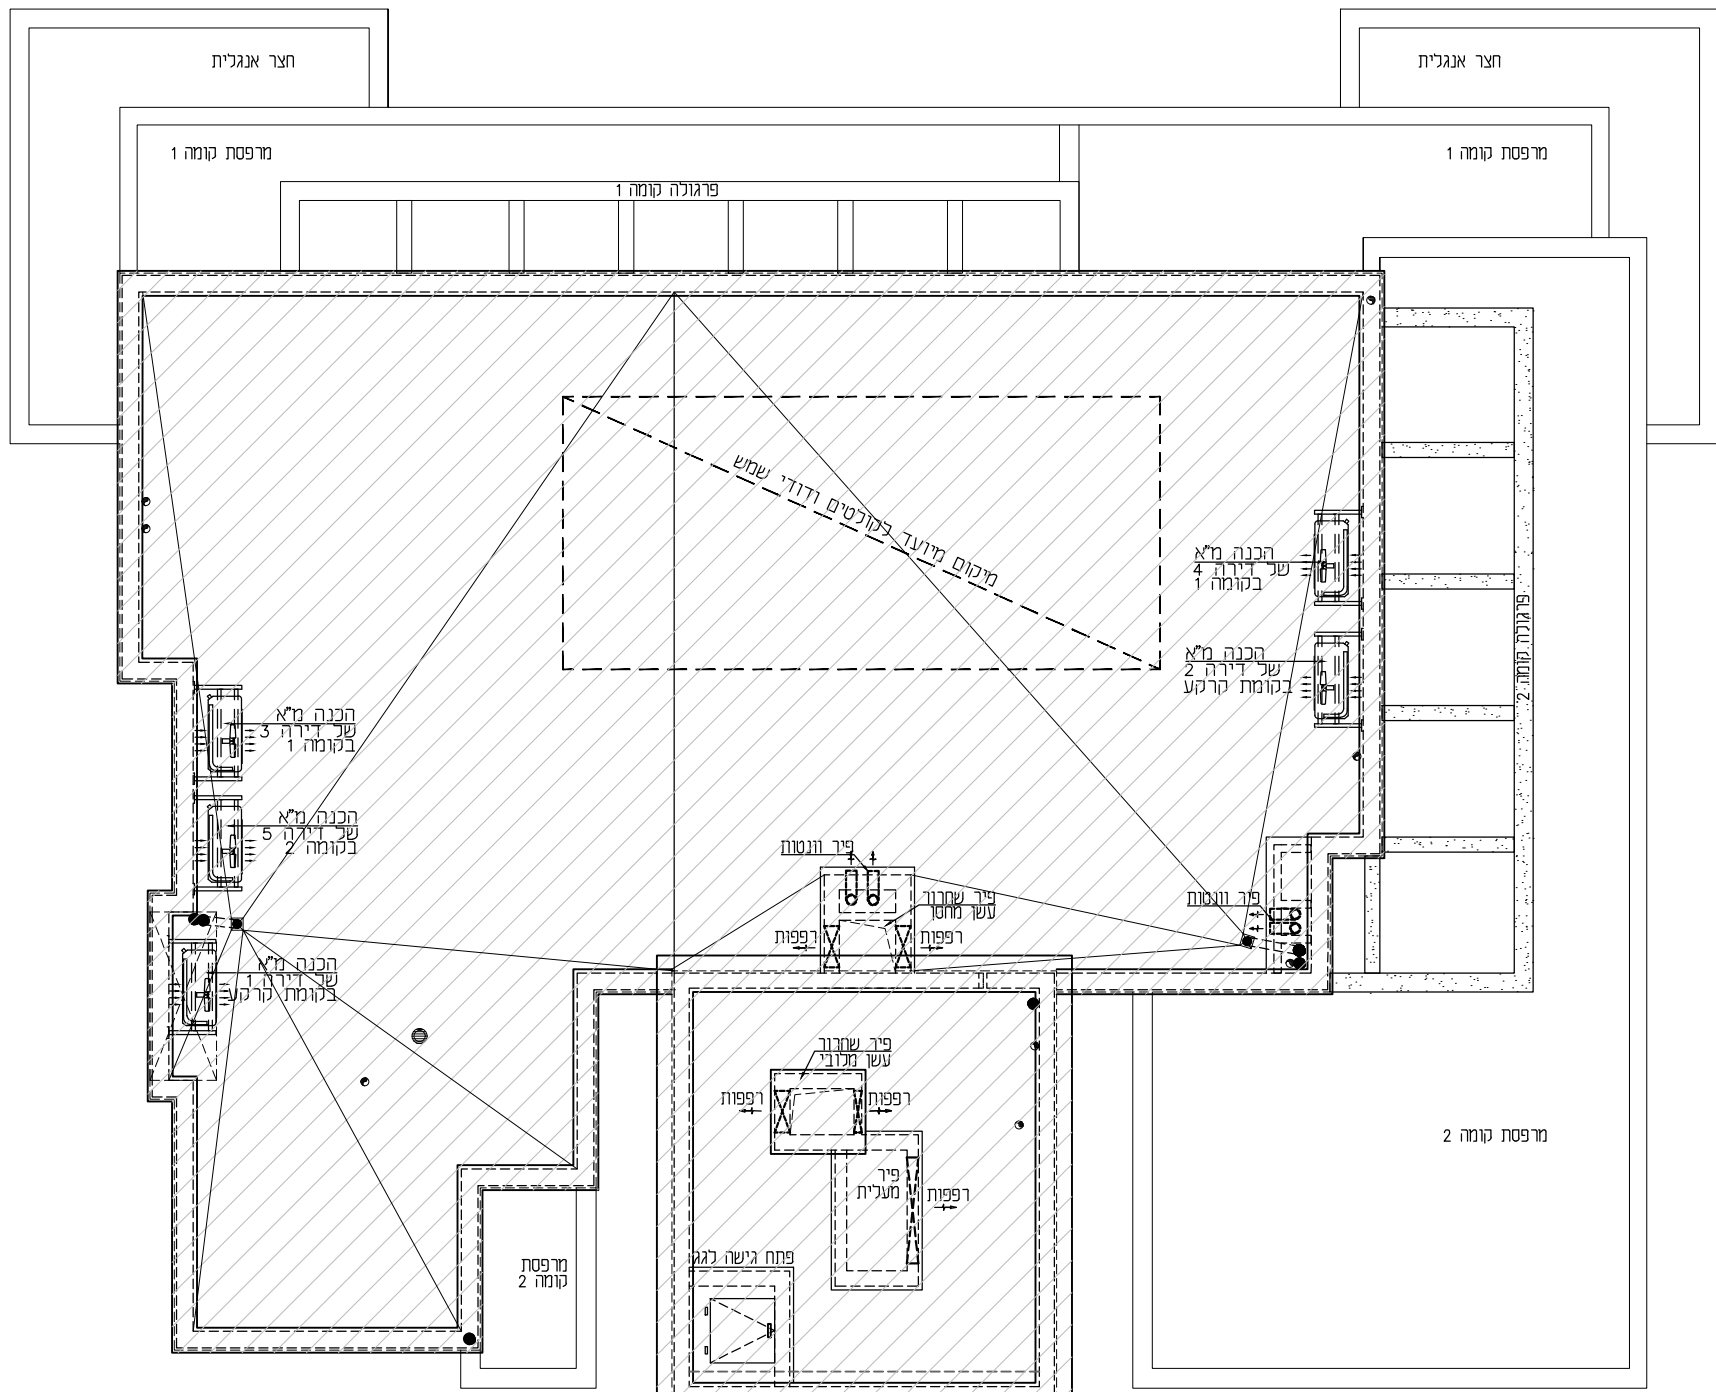 חצר אנגלית
חצר אנגלית
מרפסת קומה 1
מרפסת קומה 1
פרגולה קומה 1
מיקום מיועד לקולטים ודודי שמש
הכנה מ"א
של דירה 4
בקומה 1
פרגולה קומה 2
הכנה מ"א
של דירה 2
בקומת קרקע
הכנה מ"א
של דירה 3
בקומה 1
הכנה מ"א
של דירה 5
בקומה 2
פיר וונטות
פיר שחרור
עשן מחסן
פיר וונטות
רפפות
רפפות
הכנה מ"א
של דירה 1
בקומת קרקע
פיר שחרור
עשן מלובי
רפפות
רפפות
מרפסת קומה 2
פיר
מעלית
רפפות
פתח גישה לגג
מרפסת
קומה 2